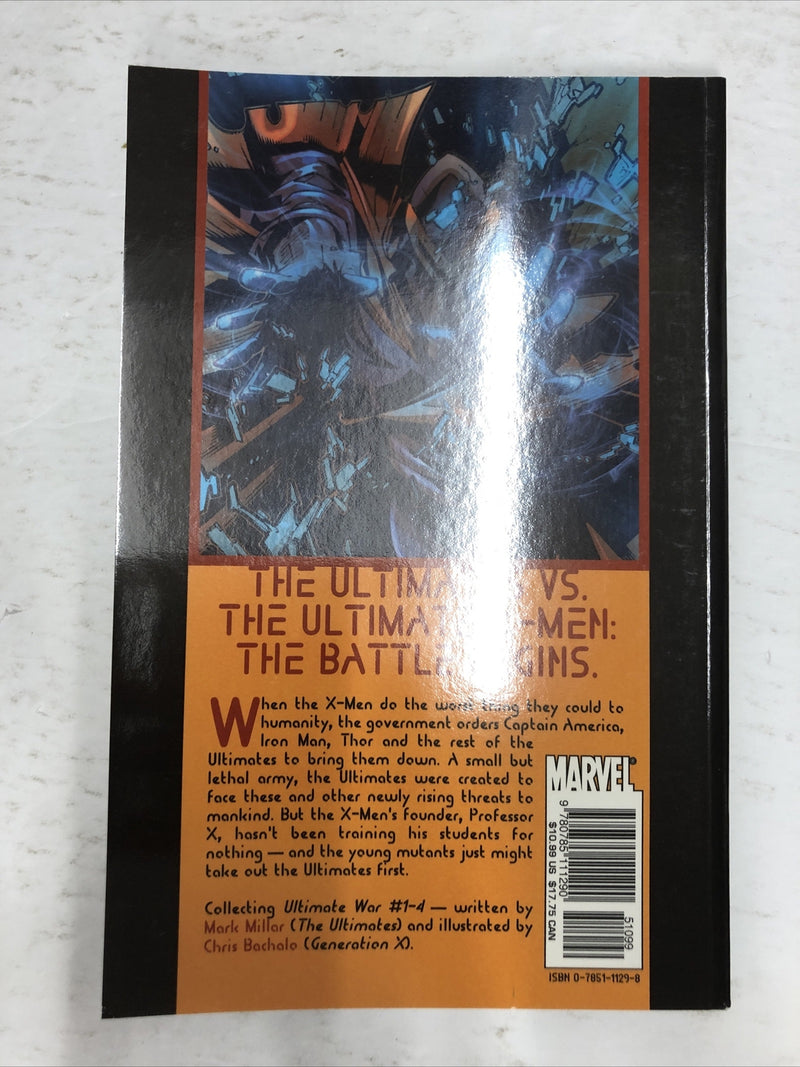 THE VS.
THE -MEN:
THE
When the X-Men do the worst thing they could to
humanity, the government orders Captain America,
Iron Man, Thor and the rest of the
Ultimates to bring them down. A small but
lethal army, the Ultimates were created to
face these and other newly rising threats to
mankind. But the X-Men's founder, Professor
X, hasn't been training his students for
nothing — and the young mutants just might
take out the Ultimates first.
Collecting Ultimate War #1-4 — written by
Mark Millar (The Ultimates) and illustrated by
Chris Bachalo (Generation X).
MARVEL®
9 780785 111290
$10.99 US $17.75 CAN
51099
ISBN 0-7851-1129-8